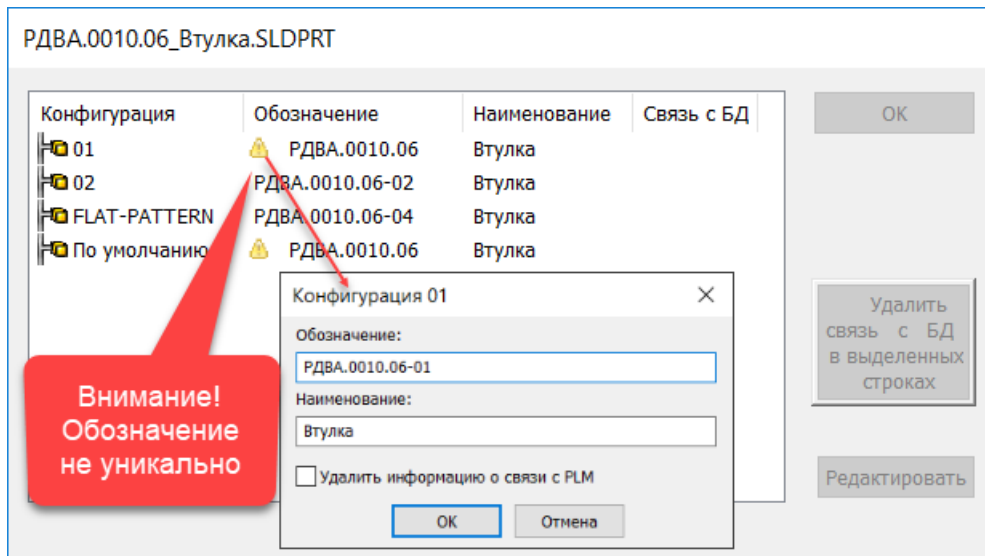 РДВА.0010.06_Втулка.SLDPRT
Конфигурация Обозначение Наименование Связь с БД
01 РДВА.0010.06 Втулка
02 РДВА.0010.06-02 Втулка
FLAT-PATTERN РДВА.0010.06-04 Втулка
По умолчанию РДВА.0010.06 Втулка
OK
Удалить
связь с БД
в выделенных
строках
Редактировать
Внимание!
Обозначение
не уникально
Конфигурация 01
Обозначение:
РДВА.0010.06-01
Наименование:
Втулка
Удалить информацию о связи с PLM
OK Отмена